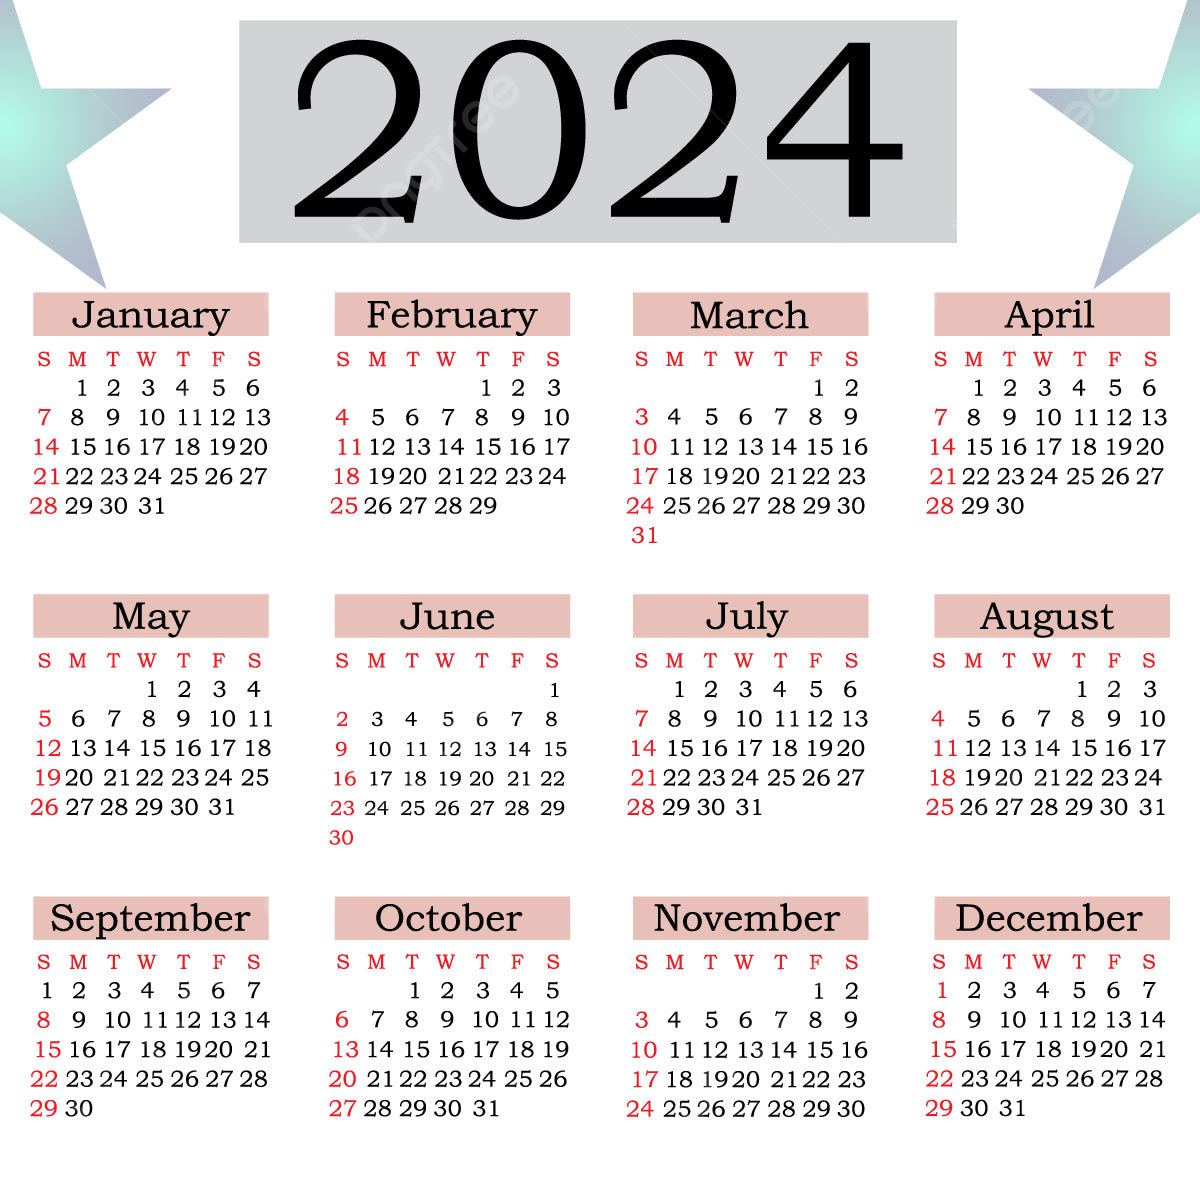 2024
January February March April
S M T W T F S S M T W T F S S M T W T F S S M T W T F S
1 2 3 4 5 6 1 2 3 1 2 1 2 3 4 5 6
7 8 9 10 11 12 13 4 5 6 7 8 9 10 3 4 5 6 7 8 9 7 8 9 10 11 12 13
14 15 16 17 18 19 20 11 12 13 14 15 16 17 10 11 12 13 14 15 16 14 15 16 17 18 19 20
21 22 23 24 25 26 27 18 19 20 21 22 23 24 17 18 19 20 21 22 23 21 22 23 24 25 26 27
28 29 30 31 25 26 27 28 29 24 25 26 27 28 29 30 28 29 30
31
May June July August
S M T W T F S S M T W T F S S M T W T F S S M T W T F S
1 2 3 4 1 1 2 3 4 5 6 1 2 3
5 6 7 8 9 10 11 2 3 4 5 6 7 8 7 8 9 10 11 12 13 4 5 6 7 8 9 10
12 13 14 15 16 17 18 9 10 11 12 13 14 15 14 15 16 17 18 19 20 11 12 13 14 15 16 17
19 20 21 22 23 24 25 16 17 18 19 20 21 22 21 22 23 24 25 26 27 18 19 20 21 22 23 24
26 27 28 29 30 31 23 24 25 26 27 28 29 28 29 30 31 25 26 27 28 29 30 31
30
September October November December
S M T W T F S S M T W T F S S M T W T F S S M T W T F S
1 2 3 4 5 6 7 1 2 3 4 5 1 2 1 2 3 4 5 6 7
8 9 10 11 12 13 14 6 7 8 9 10 11 12 3 4 5 6 7 8 9 8 9 10 11 12 13 14
15 16 17 18 19 20 21 13 14 15 16 17 18 19 10 11 12 13 14 15 16 15 16 17 18 19 20 21
22 23 24 25 26 27 28 20 21 22 23 24 25 26 17 18 19 20 21 22 23 22 23 24 25 26 27 28
29 30 27 28 29 30 31 24 25 26 27 28 29 30 29 30 31